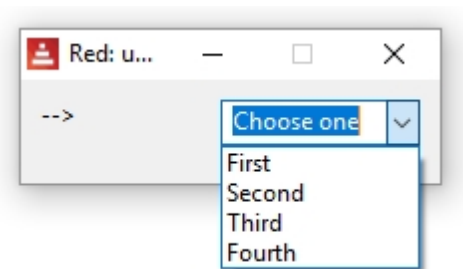 Red: u...
-->
Choose one
First
Second
Third
Fourth